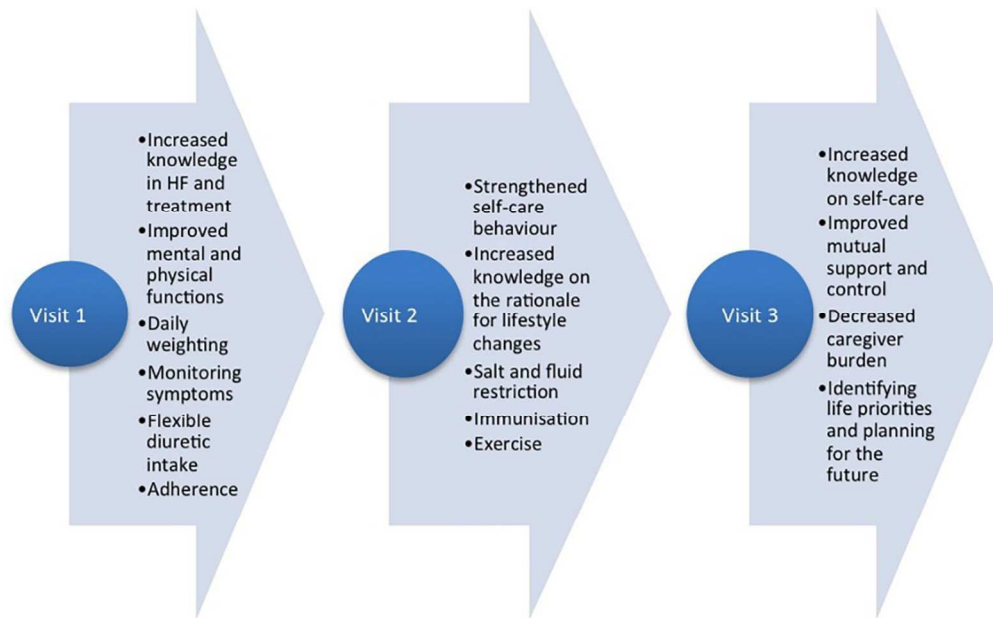 Visit 1
•Increased
knowledge
in HF and
treatment
•Improved
mental and
physical
functions
•Daily
weighting
•Monitoring
symptoms
•Flexible
diuretic
intake
•Adherence
Visit 2
•Strengthened
self-care
behaviour
•Increased
knowledge on
the rationale
for lifestyle
changes
•Salt and fluid
restriction
•Immunisation
•Exercise
Visit 3
•Increased
knowledge
on self-care
•Improved
mutual
support and
control
•Decreased
caregiver
burden
•Identifying
life priorities
and planning
for the
future